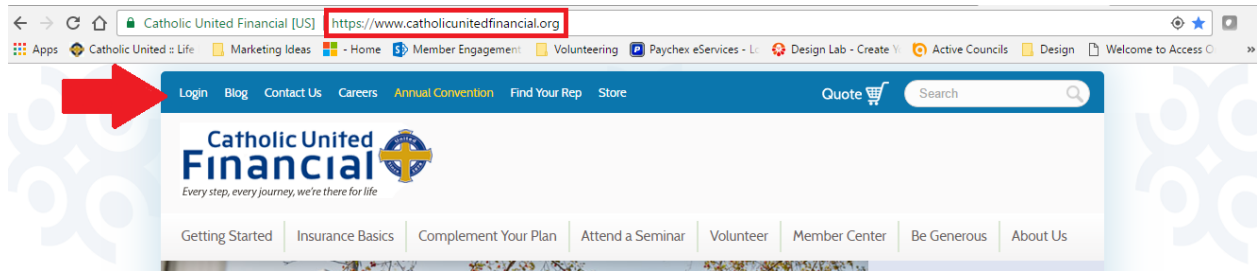 Catholic United Financial [US] https://www.catholicunitedfinancial.org
Apps Catholic United :: Life Marketing Ideas - Home Member Engagement Volunteering Paychex eServices - Lo Design Lab - Create Y Active Councils Design Welcome to Access O »
Login Blog Contact Us Careers Annual Convention Find Your Rep Store Quote Search
Catholic United
Financial
Every step, every journey, we're there for life
Getting Started Insurance Basics Complement Your Plan Attend a Seminar Volunteer Member Center Be Generous About Us